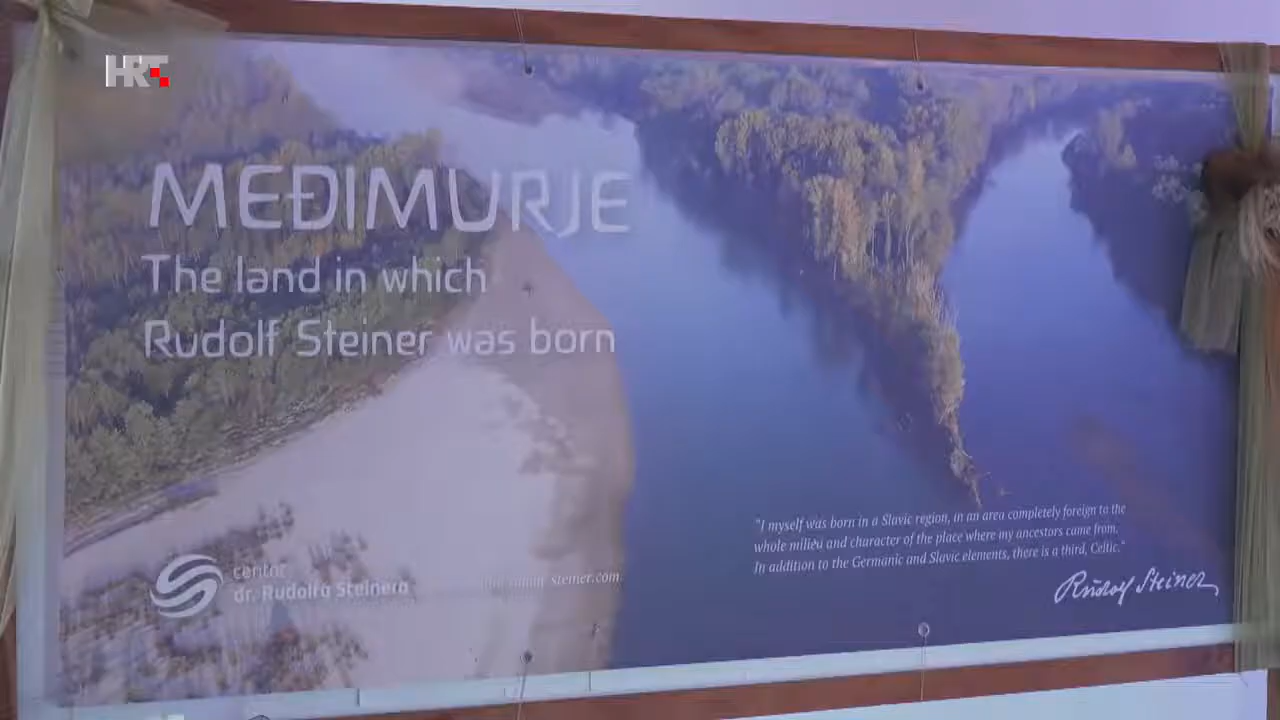 HRT
MEĐIMURJE
The land in which
Rudolf Steiner was born
"I myself was born in a Slavic region, in an area completely foreign to the
whole milieu and character of the place where my ancestors came from.
In addition to the Germanic and Slavic elements, there is a third, Celtic."
Rudolf Steiner
centar
dr. Rudolfa Steinera
steiner.com